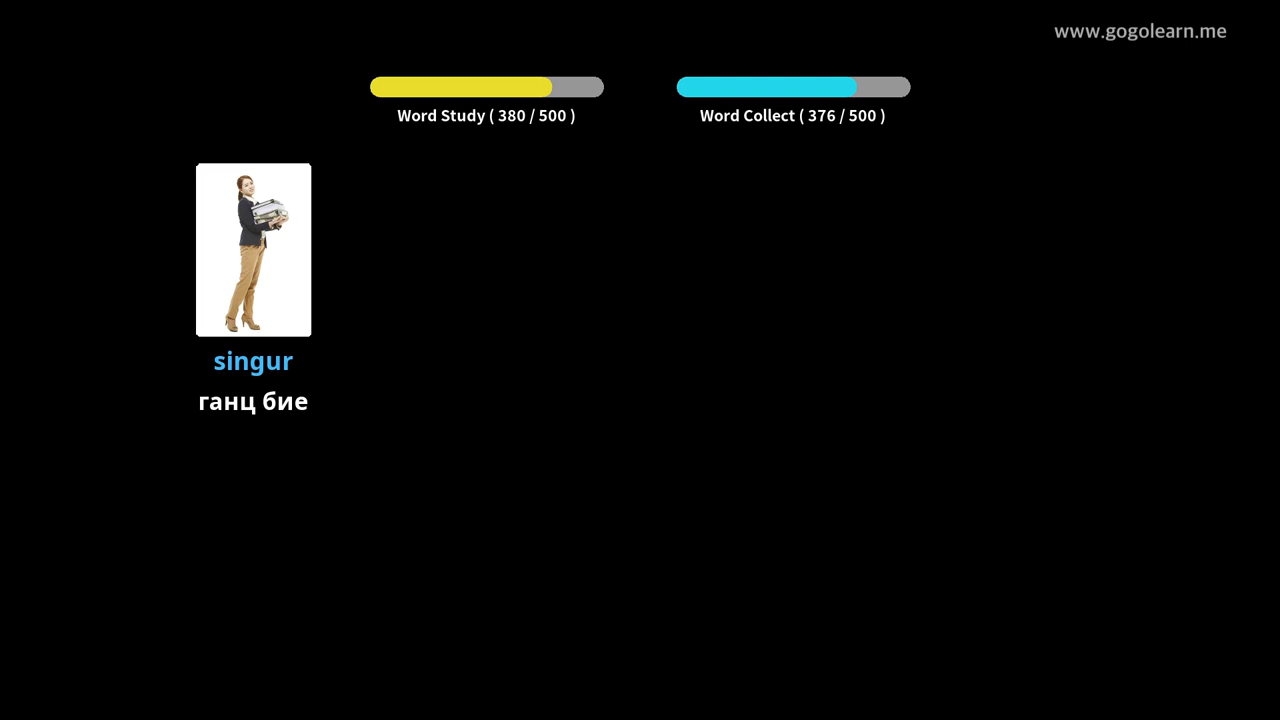 www.gogolearn.me
Word Study ( 380 / 500 )
Word Collect ( 376 / 500 )
singur
ганц бие